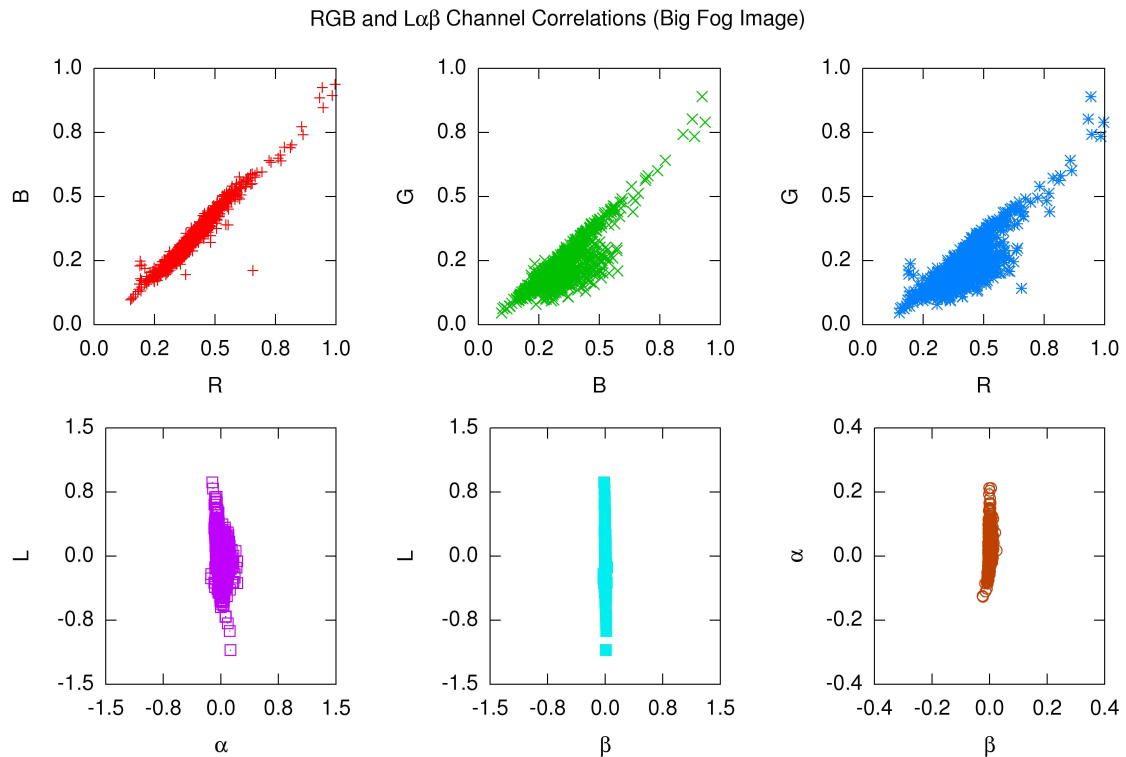 RGB and Lαβ Channel Correlations (Big Fog Image)
1.0 1.0 1.0
0.8 0.8 0.8
B 0.5 G 0.5 G 0.5
0.2 0.2 0.2
0.0 0.0 0.0
0.0 0.2 0.5 0.8 1.0 0.0 0.2 0.5 0.8 1.0 0.0 0.2 0.5 0.8 1.0
R B R
1.5 1.5 0.4
0.8 0.8 0.2
L 0.0 L 0.0 α 0.0
-0.8 -0.8 -0.2
-1.5 -1.5 -0.4
-1.5 -0.8 0.0 0.8 1.5 -1.5 -0.8 0.0 0.8 1.5 -0.4 -0.2 0.0 0.2 0.4
α β β